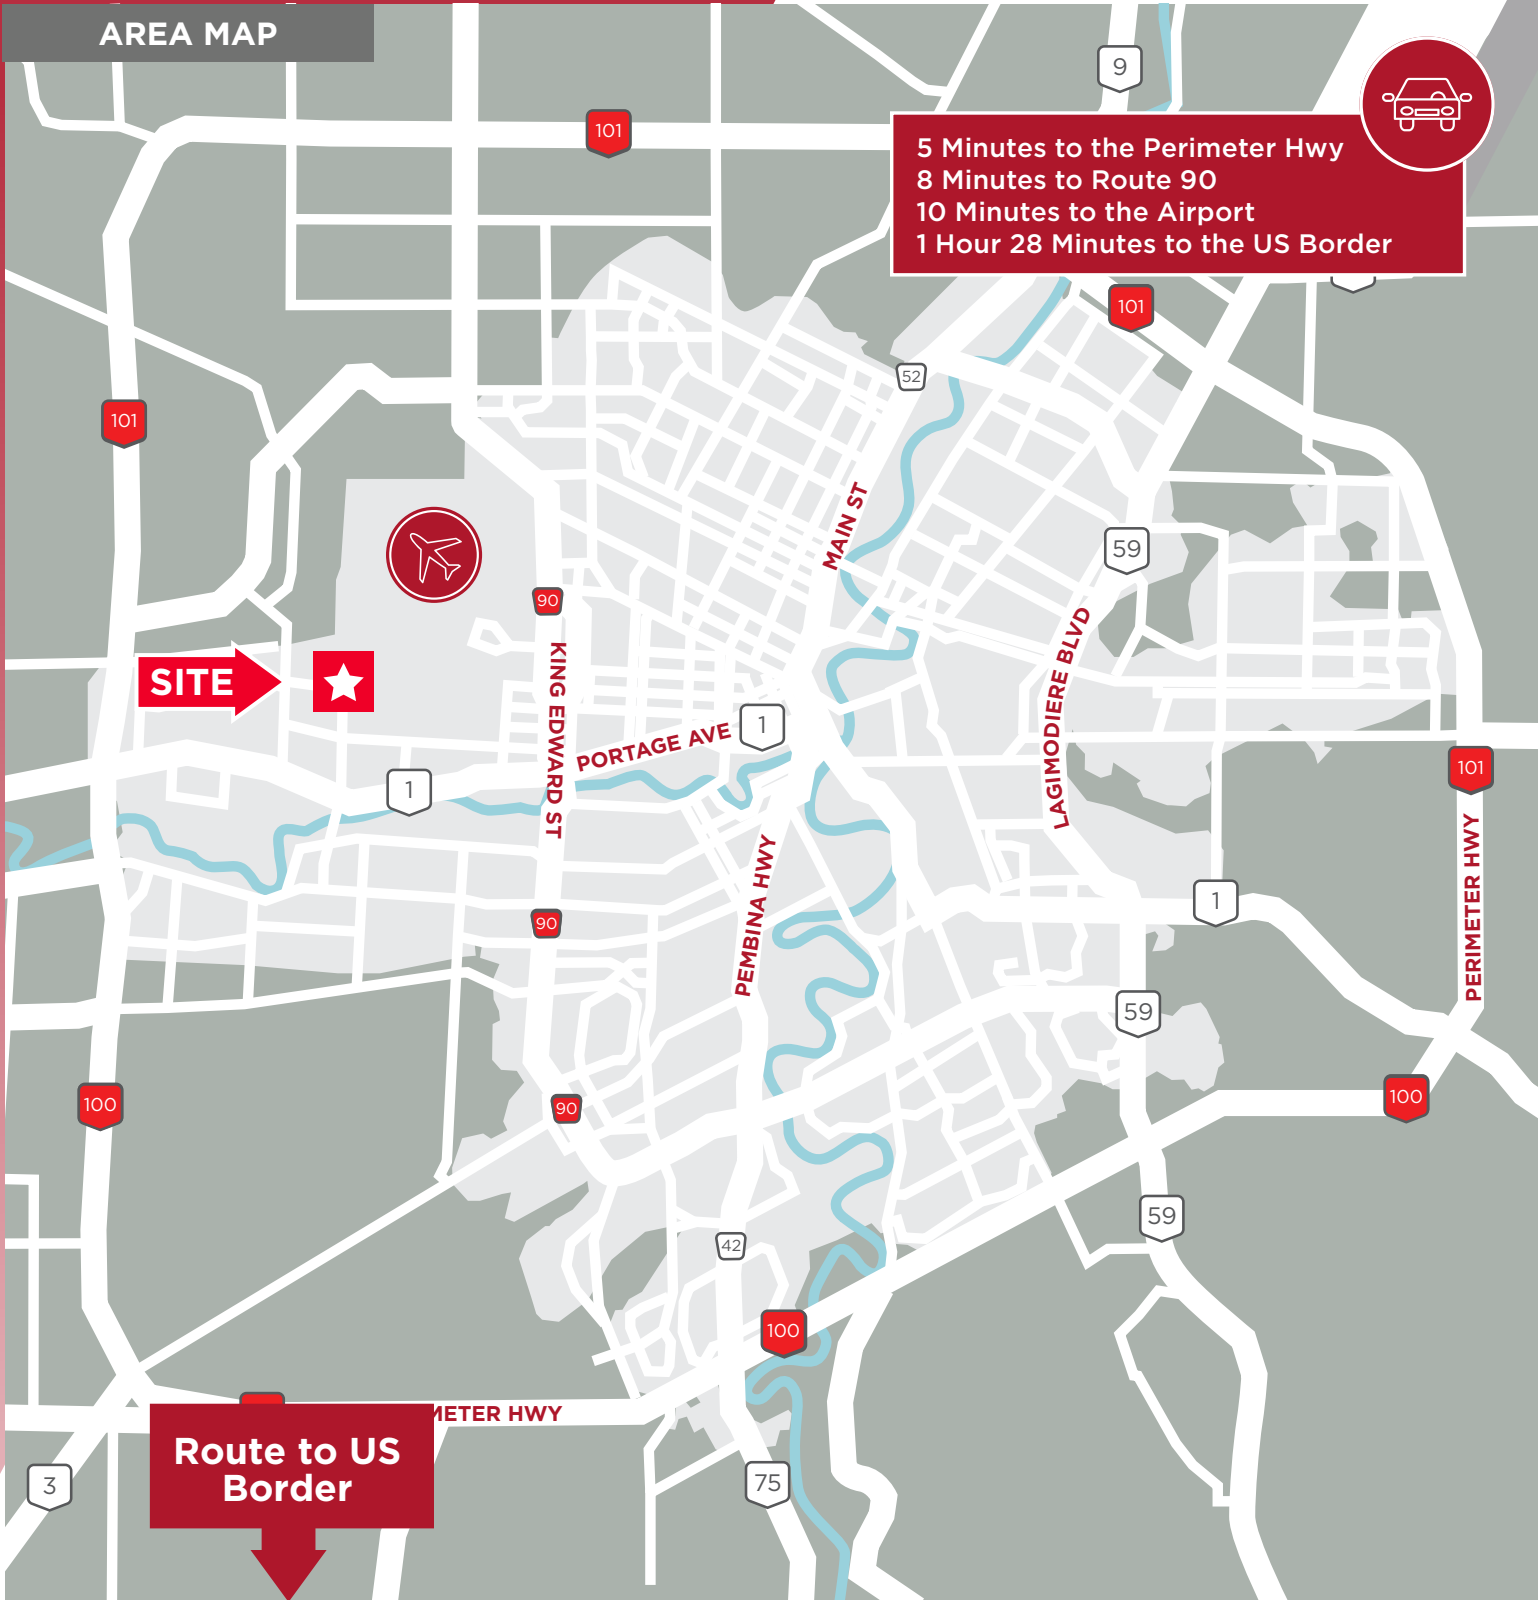 AREA MAP
9
101
5 Minutes to the Perimeter Hwy
8 Minutes to Route 90
10 Minutes to the Airport
1 Hour 28 Minutes to the US Border
101
52
101
MAIN ST
59
90
LAGIMODIERE BLVD
KING EDWARD ST
SITE
1
PORTAGE AVE
101
1
PERIMETER HWY
PEMBINA HWY
1
90
59
100
100
90
59
42
100
METER HWY
Route to US
Border
3
75